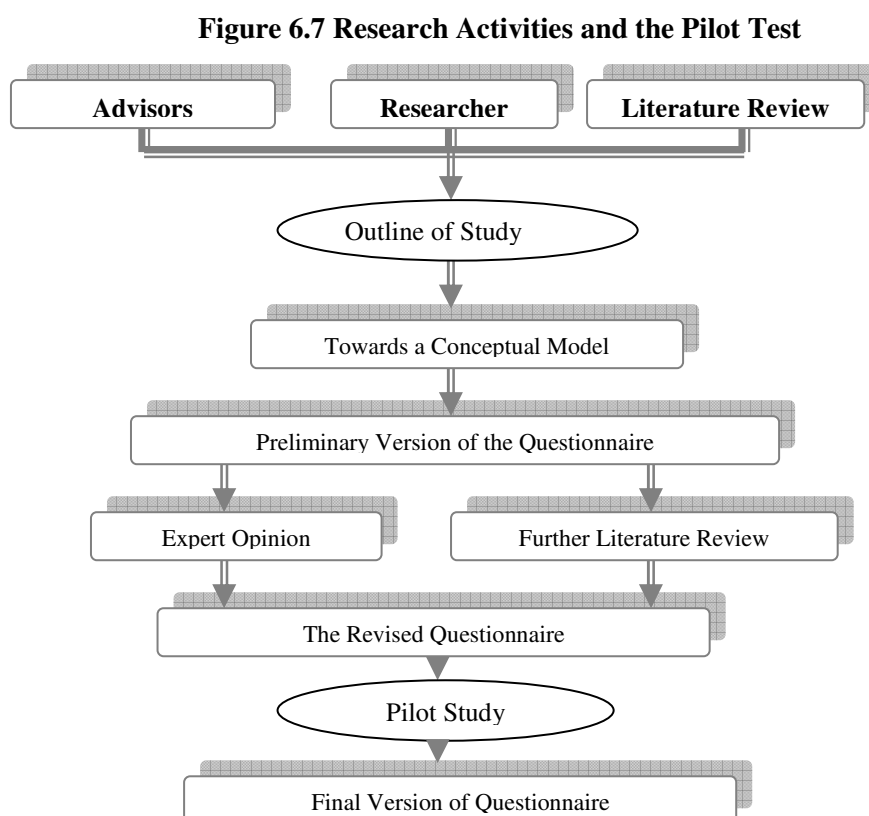 Figure 6.7 Research Activities and the Pilot Test
Advisors
Researcher
Literature Review
Outline of Study
Towards a Conceptual Model
Preliminary Version of the Questionnaire
Expert Opinion
Further Literature Review
The Revised Questionnaire
Pilot Study
Final Version of Questionnaire